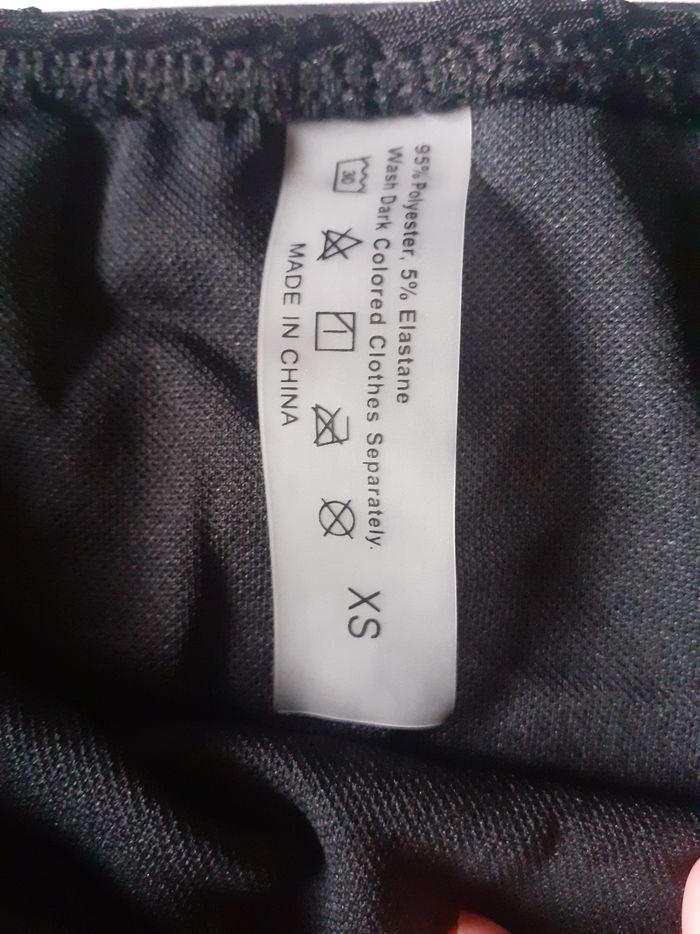 95% Polyester, 5% Elastane
Wash Dark Colored Clothes Separately.
30
MADE IN CHINA
XS